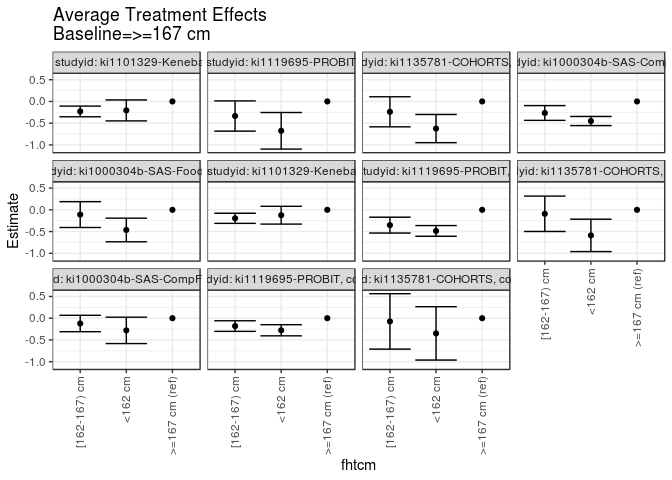 Average Treatment Effects
Baseline=>=167 cm
studyid: ki1101329-Keneba
studyid: ki1119695-PROBIT
studyid: ki1135781-COHORTS,
dyid: ki1000304b-SAS-Com
0.5
0.0
-0.5
-1.0
dyid: ki1000304b-SAS-Food
studyid: ki1101329-Keneba
tudyid: ki1119695-PROBIT,
yid: ki1135781-COHORTS,
0.5
0.0
-0.5
-1.0
d: ki1000304b-SAS-CompF
dyid: ki1119695-PROBIT, co
d: ki1135781-COHORTS, co
0.5
0.0
-0.5
-1.0
Estimate
[162-167) cm
<162 cm
>=167 cm (ref)
[162-167) cm
<162 cm
>=167 cm (ref)
[162-167) cm
<162 cm
>=167 cm (ref)
[162-167) cm
<162 cm
>=167 cm (ref)
fhtcm